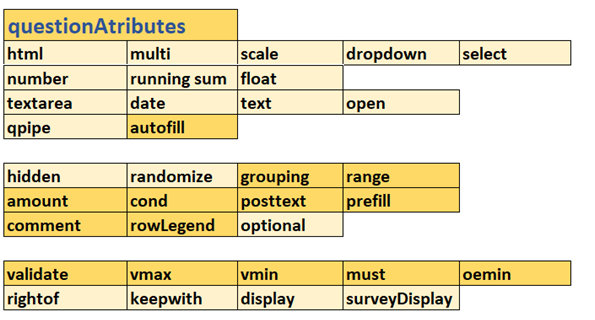 questionAtributes
html multi scale dropdown select
number running sum float
textarea date text open
qpipe autofill
hidden randomize grouping range
amount cond posttext prefill
comment rowLegend optional
validate vmax vmin must oemin
rightof keepwith display surveyDisplay